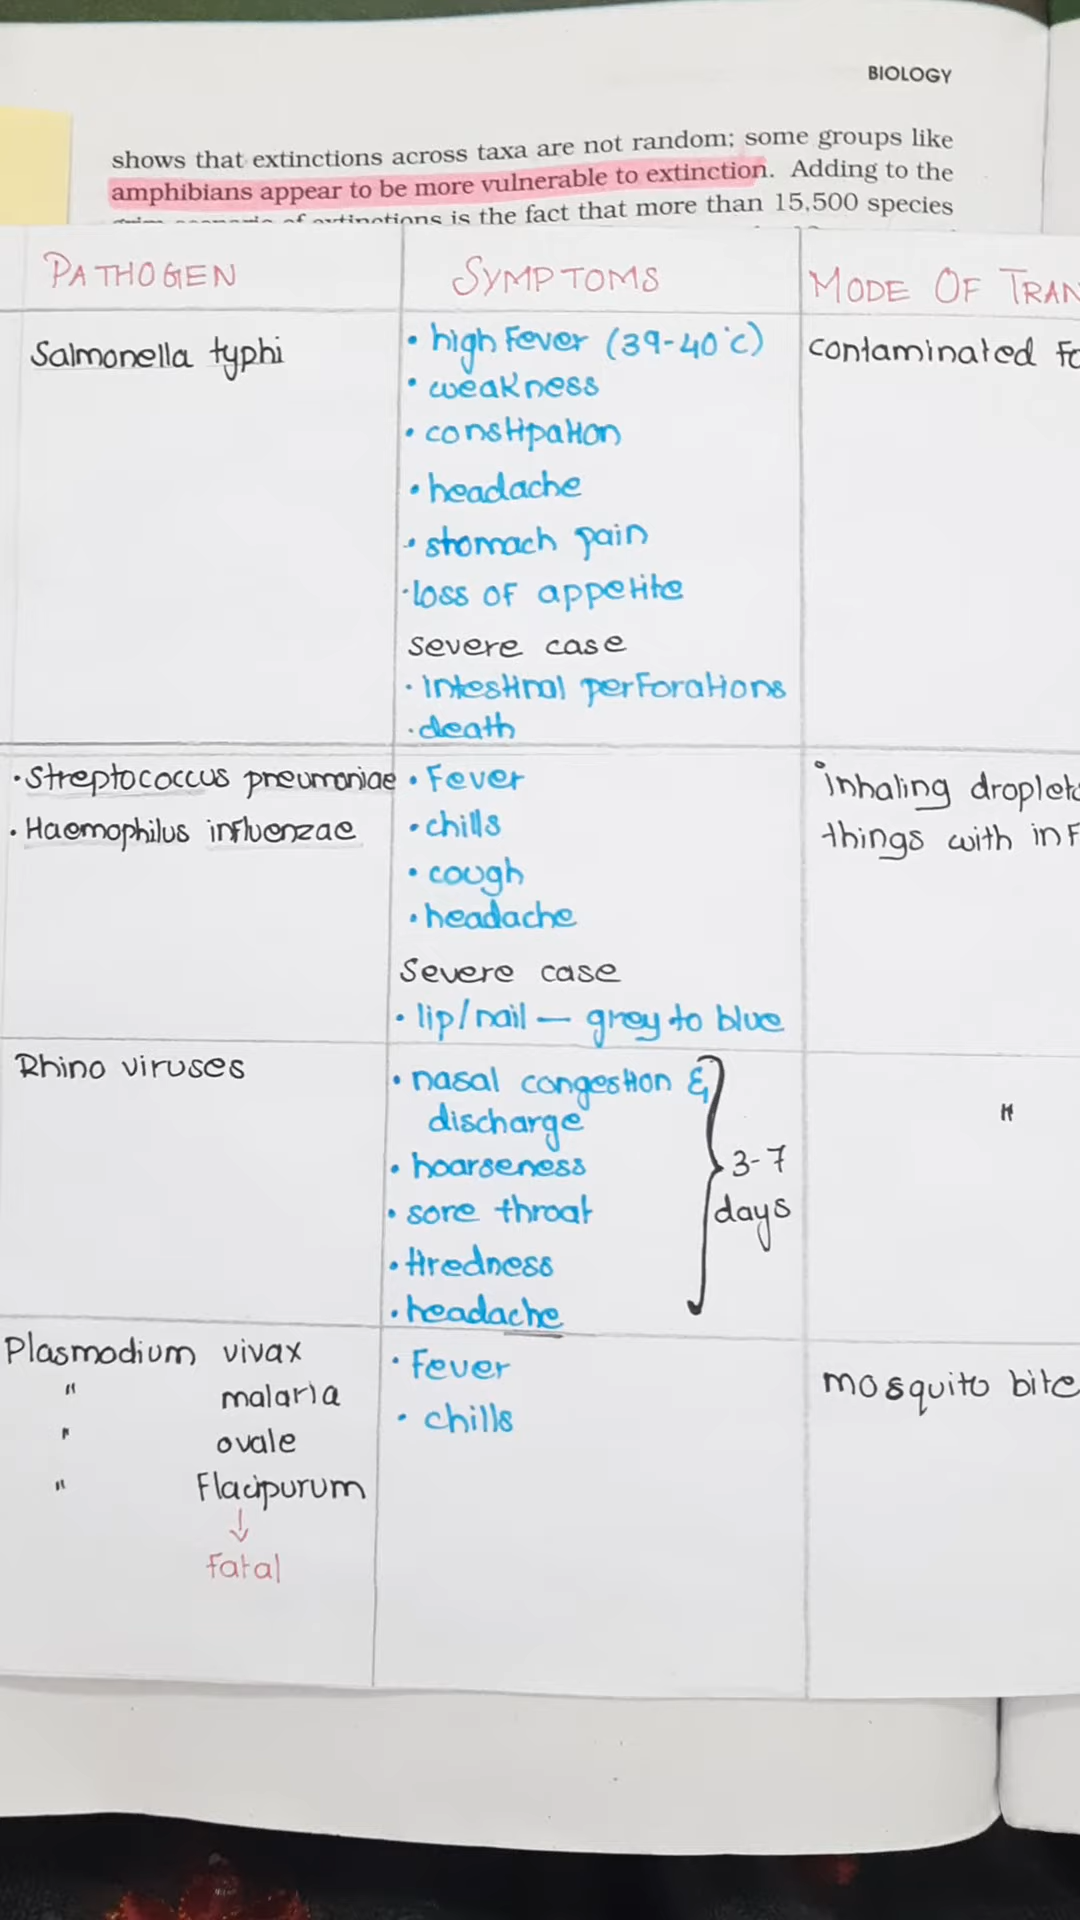 BIOLOGY
shows that extinctions across taxa are not random; some groups like
amphibians appear to be more vulnerable to extinction. Adding to the
of extinctions is the fact that more than 15,500 species
PATHOGEN
SYMPTOMS
MODE OF TRAN
Salmonella typhi
• high Fever (39-40°c)
• weakness
• constipation
• headache
• stomach pain
• loss of appetite
severe case
• intestinal perforations
• death
contaminated Fo
• Streptococcus pneumoniae
• Haemophilus influenzae
• Fever
• chills
• cough
• headache
severe case
• lip/nail — grey to blue
inhaling droplets
things with inF
Rhino viruses
• nasal congestion &
discharge
• hoarseness
• sore throat
• tiredness
• headache
3-7
days
"
Plasmodium vivax
" malaria
" ovale
" Flacipurum
↓
fatal
• Fever
• chills
mosquito bite